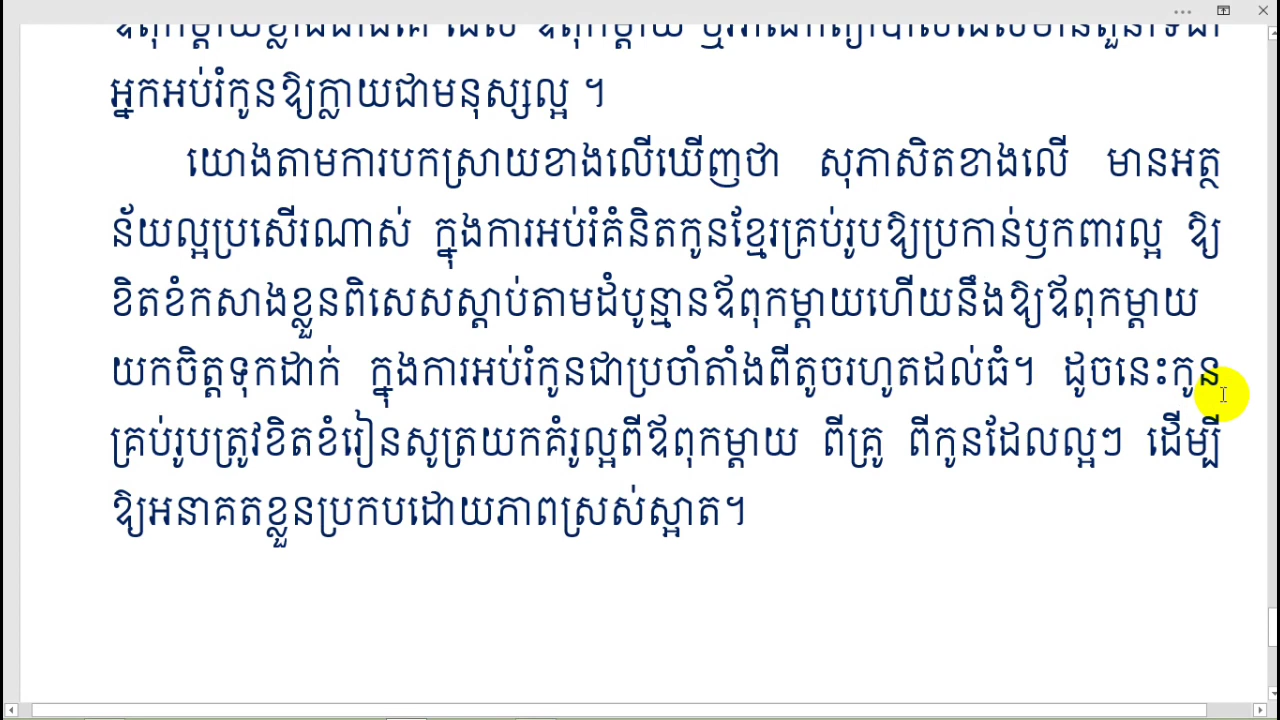 អ្នកអប់រំកូនឱ្យក្លាយជាមនុស្សល្អ ។
យោងតាមការបកស្រាយខាងលើឃើញថា សុភាសិតខាងលើ មានអត្ថ
ន័យល្អប្រសើរណាស់ ក្នុងការអប់រំគំនិតកូនខ្មែរគ្រប់រូបឱ្យប្រកាន់ឫកពារល្អ ឱ្យ
ខិតខំកសាងខ្លួនពិសេសស្តាប់តាមដំបូន្មានឪពុកម្តាយហើយនឹងឱ្យឪពុកម្តាយ
យកចិត្តទុកដាក់ ក្នុងការអប់រំកូនជាប្រចាំតាំងពីតូចរហូតដល់ធំ។ ដូចនេះកូន
គ្រប់រូបត្រូវខិតខំរៀនសូត្រយកគំរូល្អពីឪពុកម្តាយ ពីគ្រូ ពីកូនដែលល្អៗ ដើម្បី
ឱ្យអនាគតខ្លួនប្រកបដោយភាពស្រស់ស្អាត។